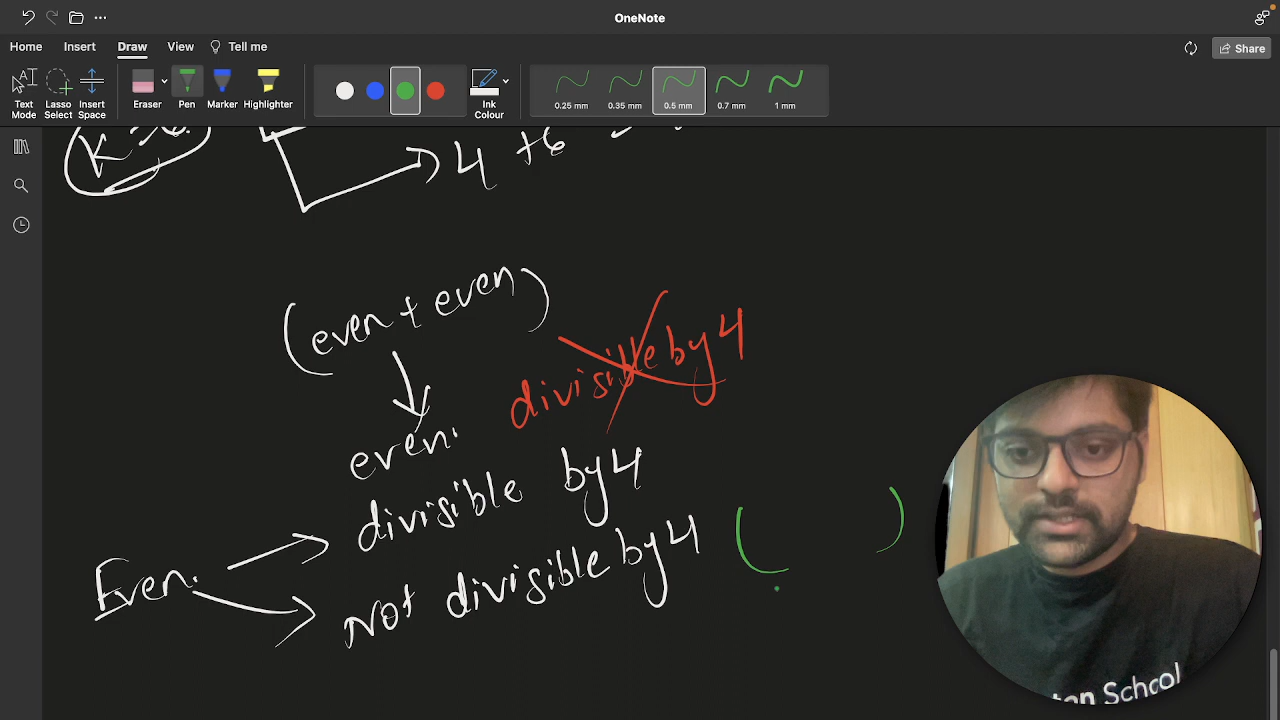 OneNote
Home Insert Draw View Tell me
Share
Text Mode
Lasso Select
Insert Space
Eraser
Pen
Marker
Highlighter
Ink Colour
0.25 mm
0.35 mm
0.5 mm
0.7 mm
1 mm
4 +6
(even + even)
divisible by 4
even.
divisible by 4
Even.
Not divisible by 4 ( )
School